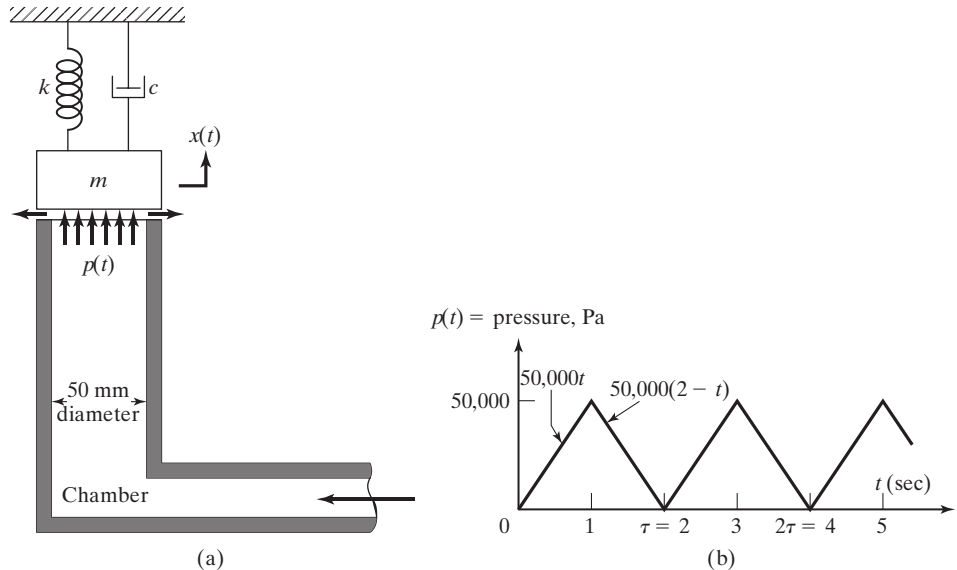 k
c
x(t)
m
p(t)
50 mm
diameter
Chamber
(a)
p(t) = pressure, Pa
50,000t
50,000(2 − t)
50,000
t (sec)
0
1
τ = 2
3
2τ = 4
5
(b)